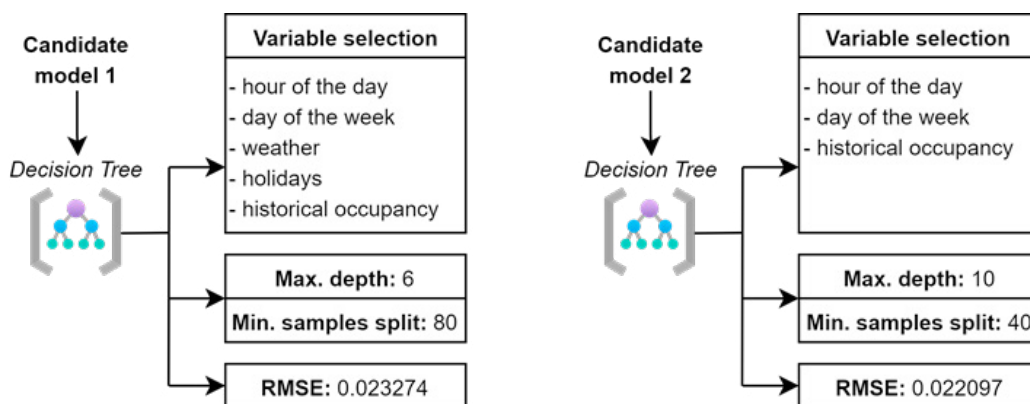 Candidate
model 1
Decision Tree
Variable selection
- hour of the day
- day of the week
- weather
- holidays
- historical occupancy
Max. depth: 6
Min. samples split: 80
RMSE: 0.023274
Candidate
model 2
Decision Tree
Variable selection
- hour of the day
- day of the week
- historical occupancy
Max. depth: 10
Min. samples split: 40
RMSE: 0.022097